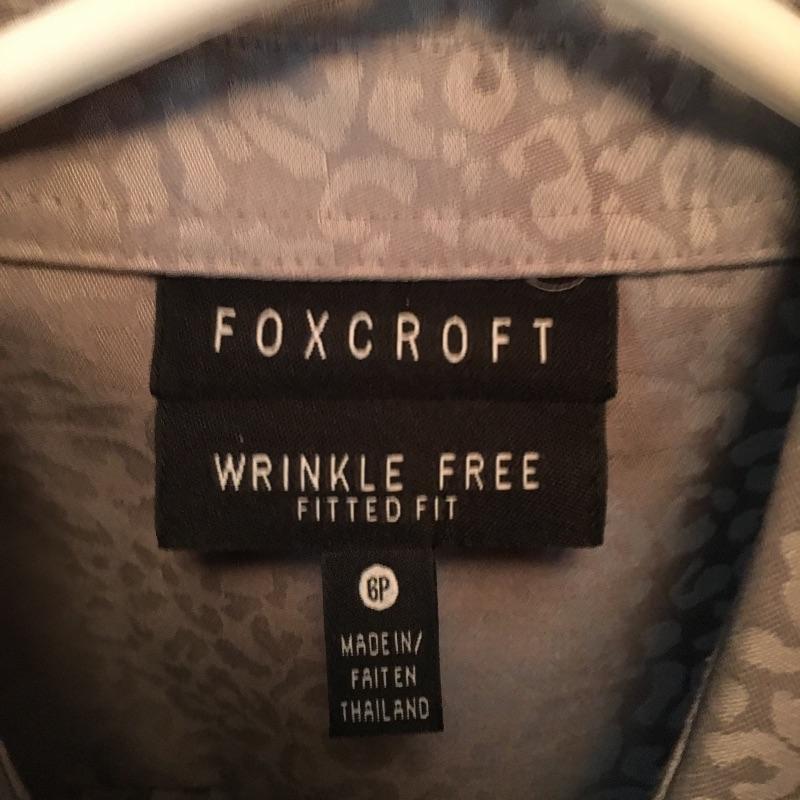 FOXCROFT
WRINKLE FREE
FITTED FIT
6P
MADE IN/
FAIT EN
THAILAND